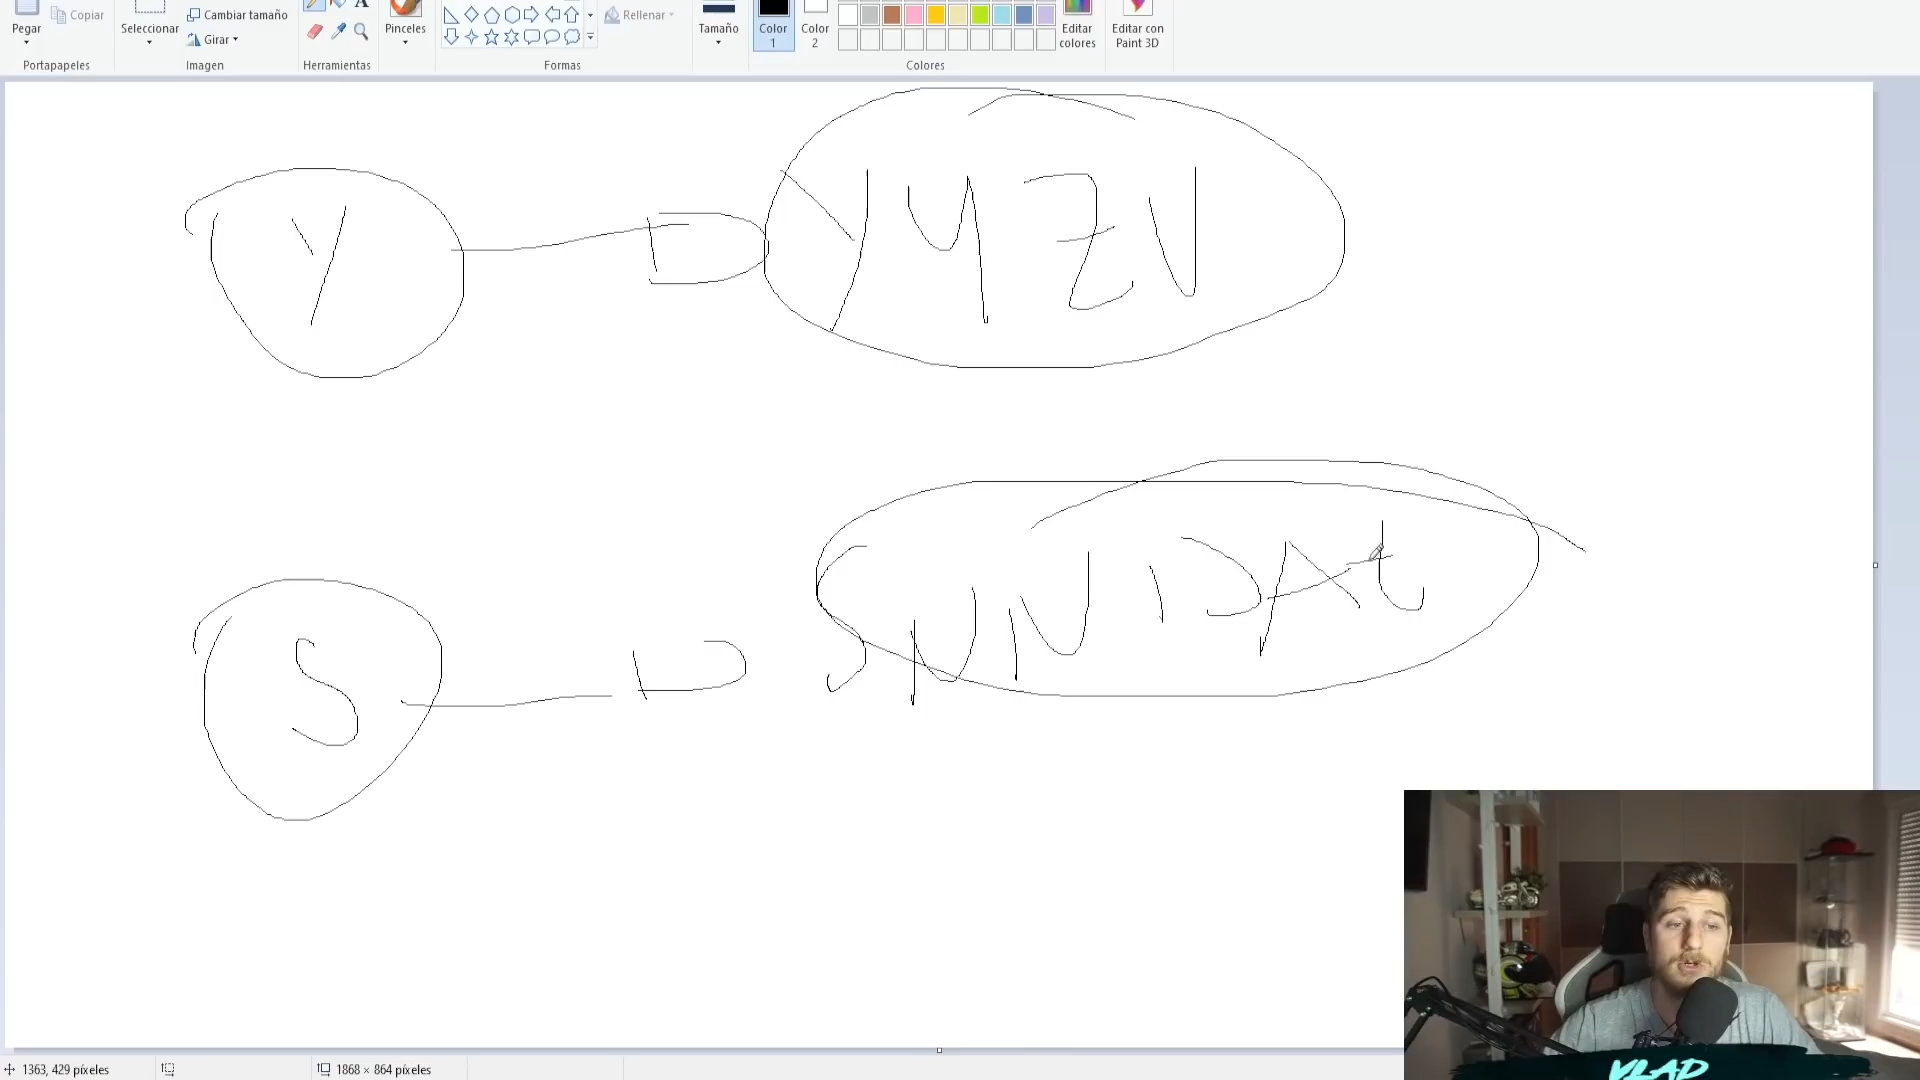 Pegar
Copiar
Seleccionar
Cambiar tamaño
Girar
Pinceles
Rellenar
Tamaño
Color 1
Color 2
Editar colores
Editar con Paint 3D
Portapapeles
Imagen
Herramientas
Formas
Colores
Y
S
1363, 429 píxeles
1868 × 864 píxeles
VLAD